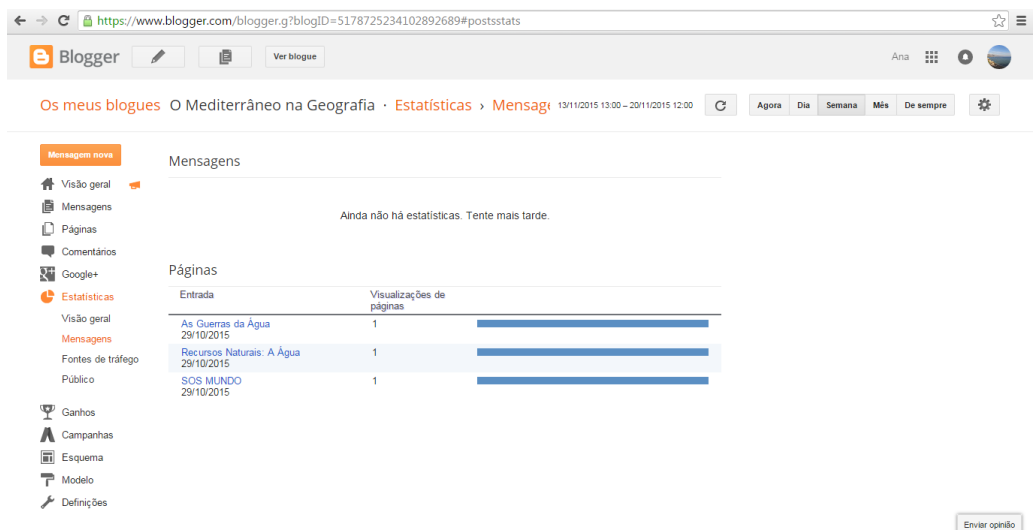 https://www.blogger.com/blogger.g?blogID=5178725234102892689#postsstats
Blogger Ver blogue Ana
Os meus blogues O Mediterrâneo na Geografia · Estatísticas › Mensage 13/11/2015 13:00 – 20/11/2015 12:00 Agora Dia Semana Mês De sempre
Mensagem nova
Visão geral
Mensagens
Páginas
Comentários
Google+
Estatísticas
Visão geral
Mensagens
Fontes de tráfego
Público
Ganhos
Campanhas
Esquema
Modelo
Definições
Mensagens
Ainda não há estatísticas. Tente mais tarde.
Páginas
Entrada Visualizações de
páginas
As Guerras da Água 1
29/10/2015
Recursos Naturais: A Água 1
29/10/2015
SOS MUNDO 1
29/10/2015
Enviar opinião